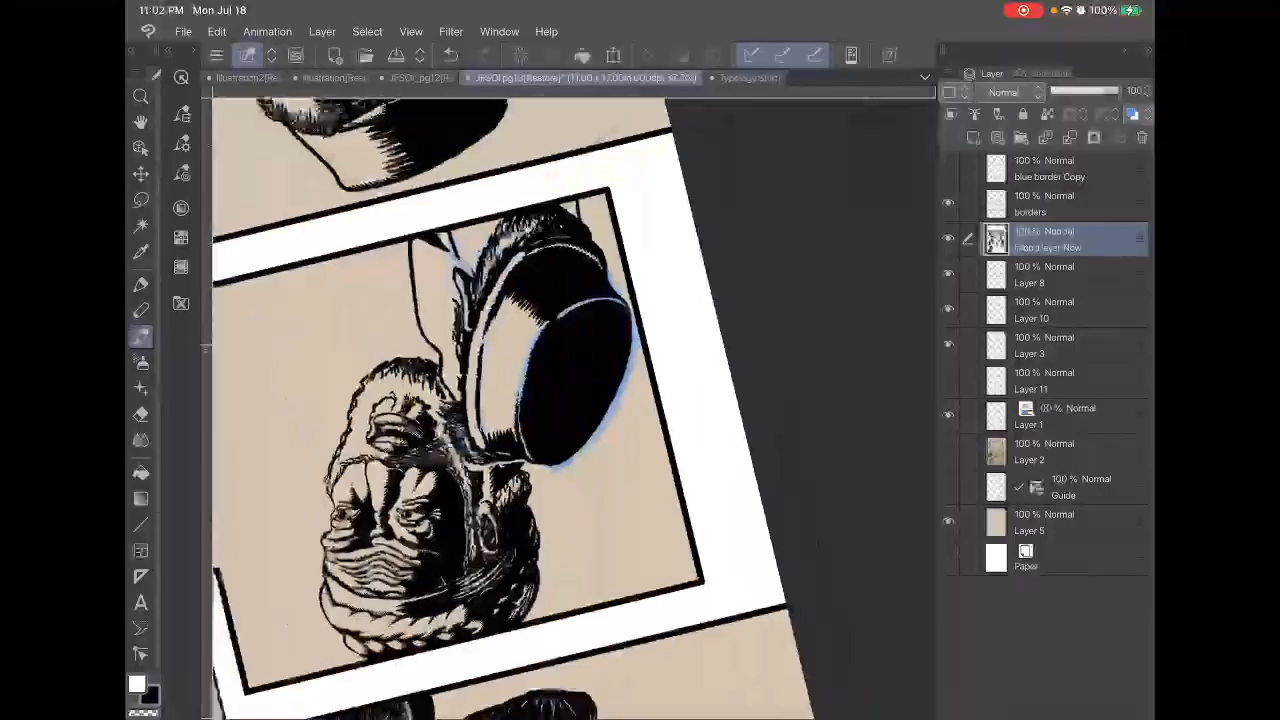 11:02 PM Mon Jul 18
100%
File Edit Animation Layer Select View Filter Window Help
Layer
Normal 100
100 % Normal
blue border Copy
100 % Normal
borders
100 % Normal
Layer 8
100 % Normal
Layer 10
100 % Normal
Layer 3
100 % Normal
Layer 11
Normal
Layer 1
100 % Normal
Layer 2
100 % Normal
Guide
100 % Normal
Layer 5
Paper